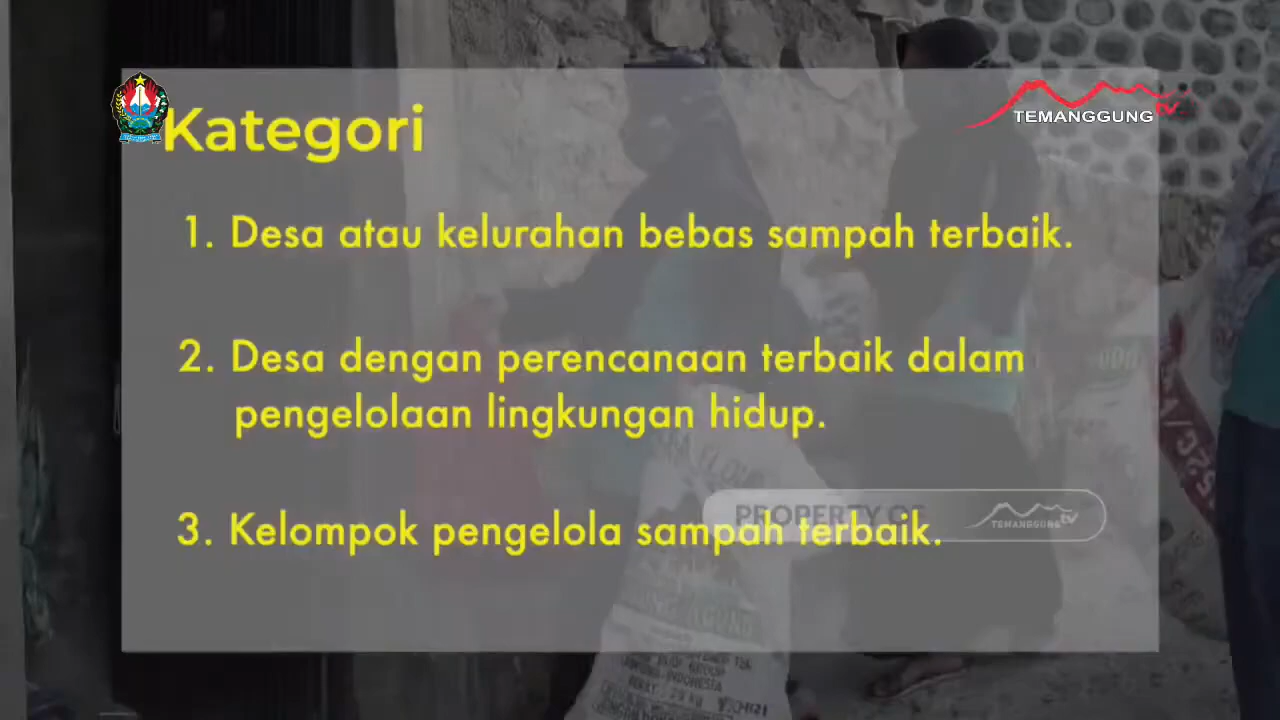 Kategori
TEMANGGUNG TV
1. Desa atau kelurahan bebas sampah terbaik.
2. Desa dengan perencanaan terbaik dalam
pengelolaan lingkungan hidup.
PROPERTY OF TEMANGGUNG TV
3. Kelompok pengelola sampah terbaik.